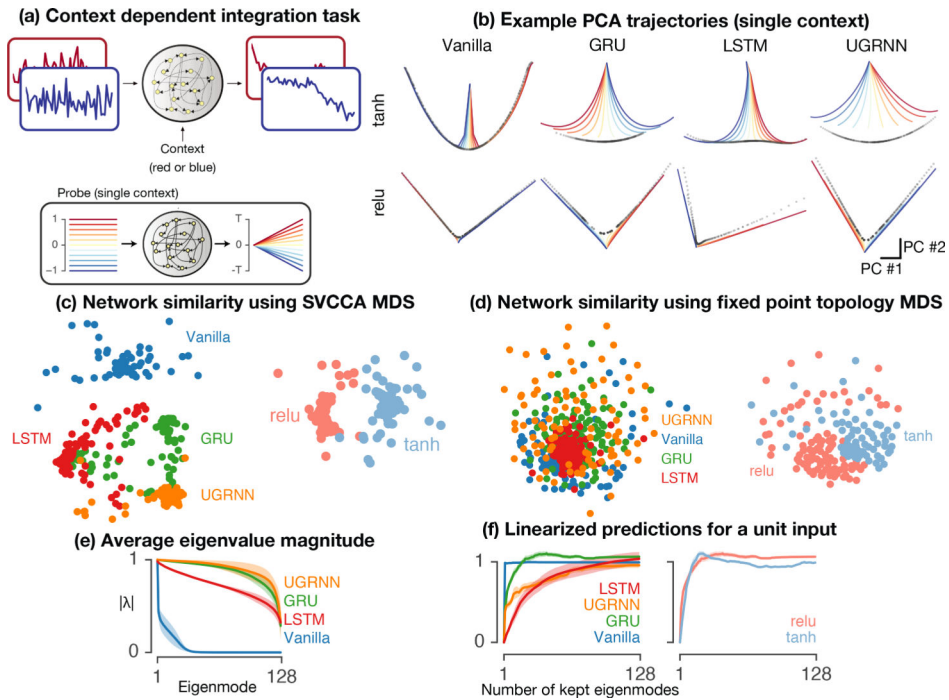 (a) Context dependent integration task
Context
(red or blue)
Probe (single context)
1
0
−1
T
0
-T
(b) Example PCA trajectories (single context)
Vanilla
GRU
LSTM
UGRNN
tanh
relu
PC #2
PC #1
(c) Network similarity using SVCCA MDS
Vanilla
LSTM
GRU
UGRNN
relu
tanh
(d) Network similarity using fixed point topology MDS
UGRNN
Vanilla
GRU
LSTM
relu
tanh
(e) Average eigenvalue magnitude
1
|λ|
0
UGRNN
GRU
LSTM
Vanilla
1
128
Eigenmode
(f) Linearized predictions for a unit input
1
0
LSTM
UGRNN
GRU
Vanilla
1
128
relu
tanh
1
128
Number of kept eigenmodes